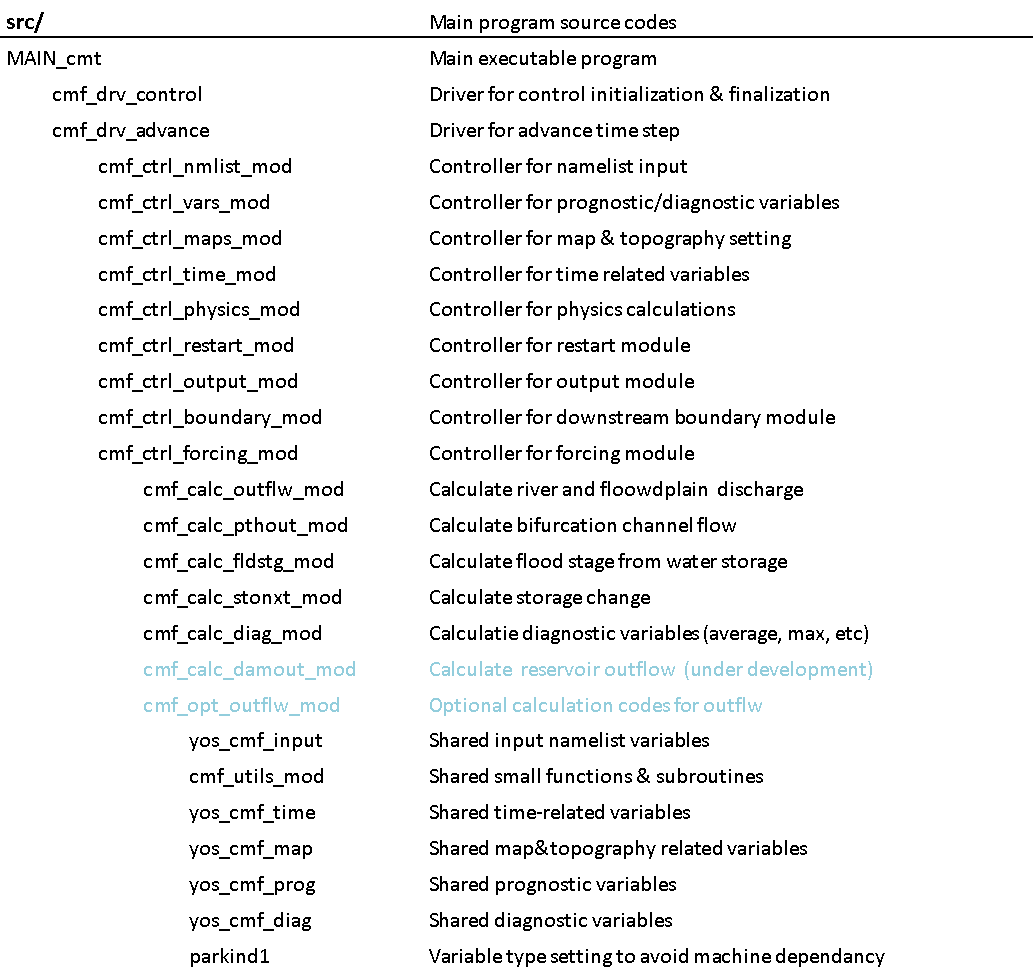 src/ Main program source codes
MAIN_cmt Main executable program
cmf_drv_control Driver for control initialization & finalization
cmf_drv_advance Driver for advance time step
cmf_ctrl_nmlist_mod Controller for namelist input
cmf_ctrl_vars_mod Controller for prognostic/diagnostic variables
cmf_ctrl_maps_mod Controller for map & topography setting
cmf_ctrl_time_mod Controller for time related variables
cmf_ctrl_physics_mod Controller for physics calculations
cmf_ctrl_restart_mod Controller for restart module
cmf_ctrl_output_mod Controller for output module
cmf_ctrl_boundary_mod Controller for downstream boundary module
cmf_ctrl_forcing_mod Controller for forcing module
cmf_calc_outflw_mod Calculate river and floowdplain discharge
cmf_calc_pthout_mod Calculate bifurcation channel flow
cmf_calc_fldstg_mod Calculate flood stage from water storage
cmf_calc_stonxt_mod Calculate storage change
cmf_calc_diag_mod Calculatie diagnostic variables (average, max, etc)
cmf_calc_damout_mod Calculate reservoir outflow (under development)
cmf_opt_outflw_mod Optional calculation codes for outflw
yos_cmf_input Shared input namelist variables
cmf_utils_mod Shared small functions & subroutines
yos_cmf_time Shared time-related variables
yos_cmf_map Shared map&topography related variables
yos_cmf_prog Shared prognostic variables
yos_cmf_diag Shared diagnostic variables
parkind1 Variable type setting to avoid machine dependancy